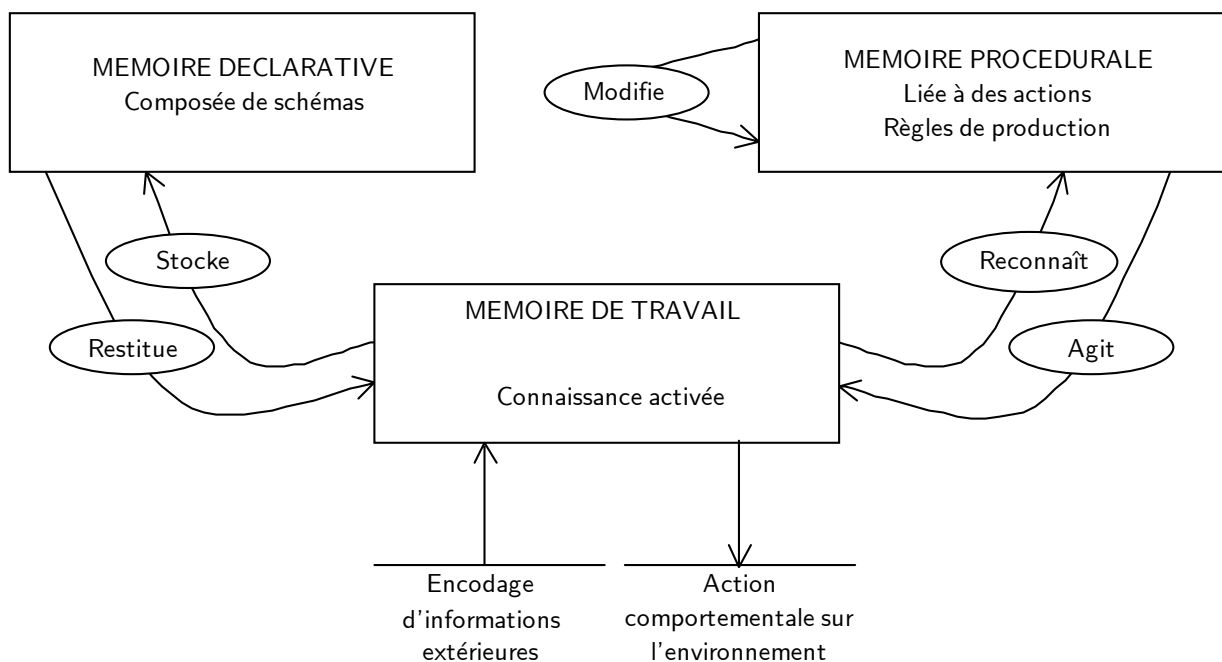 MEMOIRE DECLARATIVE
Composée de schémas
Modifie
MEMOIRE PROCEDURALE
Liée à des actions
Règles de production
Stocke
Restitue
Reconnaît
Agit
MEMOIRE DE TRAVAIL
Connaissance activée
Encodage
d'informations
extérieures
Action
comportementale sur
l'environnement